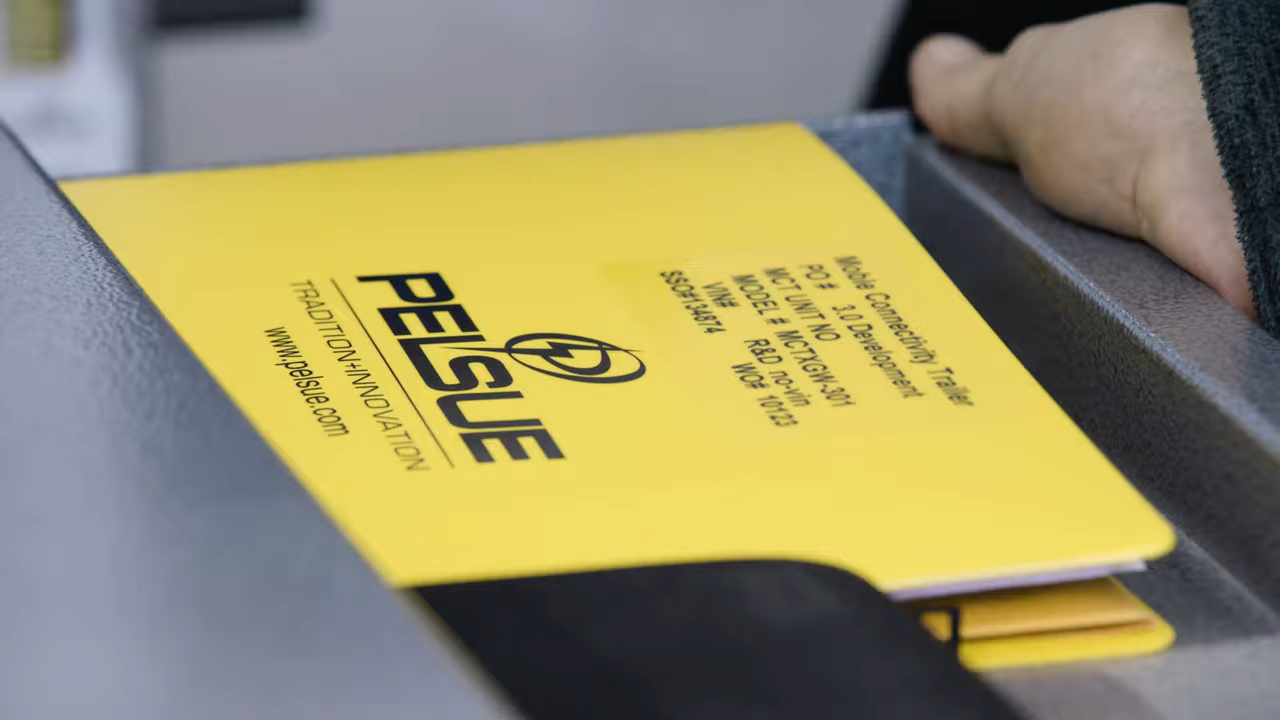 Mobile Connectivity Trailer
PO # 3.0 Development
MCT UNIT NO
MODEL # MCTXGW-301
VIN# R&D no-vin
SSO#134874 WO# 10123
PELSUE
TRADITION+INNOVATION
www.pelsue.com